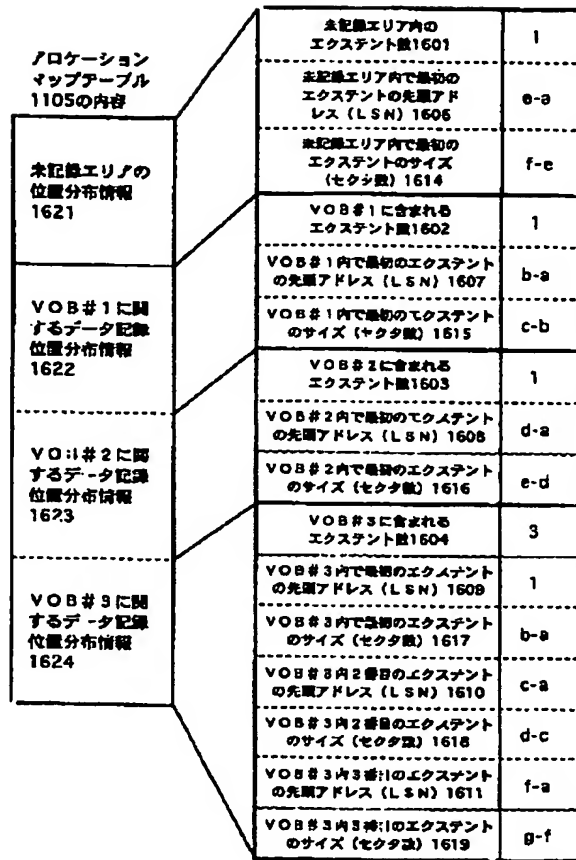 アロケーション
マップテーブル
1105の内容
未記録エリアの
位置分布情報
1621
VOB#1に関
するデータ記録
位置分布情報
1622
VOB#2に関
するデータ記録
位置分布情報
1623
VOB#3に関
するデータ記録
位置分布情報
1624
未記録エリア内の
エクステント数1601
1
未記録エリア内で最初の
エクステントの先頭アド
レス(LSN)1606
e-a
未記録エリア内で最初の
エクステントのサイズ
(セクタ数)1614
f-e
VOB#1に含まれる
エクステント数1602
1
VOB#1内で最初のエクステント
の先頭アドレス(LSN)1607
b-a
VOB#1内で最初のエクステント
のサイズ(セクタ数)1615
c-b
VOB#2に含まれる
エクステント数1603
1
VOB#2内で最初のエクステント
の先頭アドレス(LSN)1608
d-a
VOB#2内で最初のエクステント
のサイズ(セクタ数)1616
e-d
VOB#3に含まれる
エクステント数1604
3
VOB#3内で最初のエクステント
の先頭アドレス(LSN)1609
1
VOB#3内で最初のエクステント
のサイズ(セクタ数)1617
b-a
VOB#3内2番目のエクステント
の先頭アドレス(LSN)1610
c-a
VOB#3内2番目のエクステント
のサイズ(セクタ数)1618
d-c
VOB#3内3番目のエクステント
の先頭アドレス(LSN)1611
f-a
VOB#3内3番目のエクステント
のサイズ(セクタ数)1619
g-f